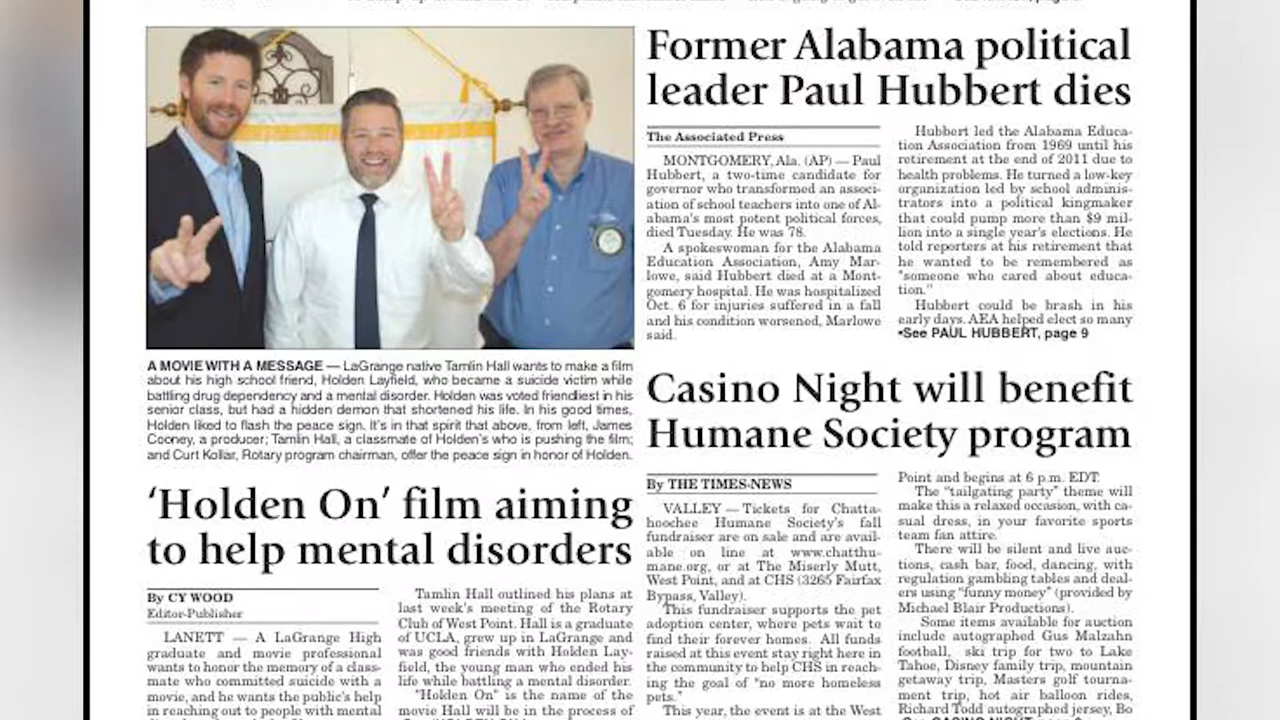 A MOVIE WITH A MESSAGE — LaGrange native Tamlin Hall wants to make a film
about his high school friend, Holden Layfield, who became a suicide victim while
battling drug dependency and a mental disorder. Holden was voted friendliest in his
senior class, but had a hidden demon that shortened his life. In his good times,
Holden liked to flash the peace sign. It's in that spirit that above, from left, James
Cooney, a producer; Tamlin Hall, a classmate of Holden's who is pushing the film;
and Curt Kollar, Rotary program chairman, offer the peace sign in honor of Holden.
'Holden On' film aiming
to help mental disorders
By CY WOOD
Editor-Publisher
LANETT — A LaGrange High
graduate and movie professional
wants to honor the memory of a class-
mate who committed suicide with a
movie, and he wants the public's help
in reaching out to people with mental
Tamlin Hall outlined his plans at
last week's meeting of the Rotary
Club of West Point. Hall is a graduate
of UCLA, grew up in LaGrange and
was good friends with Holden Lay-
field, the young man who ended his
life while battling a mental disorder.
"Holden On" is the name of the
movie Hall will be in the process of
Former Alabama political
leader Paul Hubbert dies
The Associated Press
MONTGOMERY, Ala. (AP) — Paul
Hubbert, a two-time candidate for
governor who transformed an associ-
ation of school teachers into one of Al-
abama's most potent political forces,
died Tuesday. He was 78.
A spokeswoman for the Alabama
Education Association, Amy Mar-
lowe, said Hubbert died at a Mont-
gomery hospital. He was hospitalized
Oct. 6 for injuries suffered in a fall
and his condition worsened, Marlowe
said.
Hubbert led the Alabama Educa-
tion Association from 1969 until his
retirement at the end of 2011 due to
health problems. He turned a low-key
organization led by school adminis-
trators into a political kingmaker
that could pump more than $9 mil-
lion into a single year's elections. He
told reporters at his retirement that
he wanted to be remembered as
"someone who cared about educa-
tion."
Hubbert could be brash in his
early days. AEA helped elect so many
•See PAUL HUBBERT, page 9
Casino Night will benefit
Humane Society program
By THE TIMES-NEWS
VALLEY — Tickets for Chatta-
hoochee Humane Society's fall
fundraiser are on sale and are avail-
able on line at www.chatthu-
mane.org, or at The Miserly Mutt,
West Point, and at CHS (3265 Fairfax
Bypass, Valley).
This fundraiser supports the pet
adoption center, where pets wait to
find their forever homes. All funds
raised at this event stay right here in
the community to help CHS in reach-
ing the goal of "no more homeless
pets."
This year, the event is at the West
Point and begins at 6 p.m. EDT.
The "tailgating party" theme will
make this a relaxed occasion, with ca-
sual dress, in your favorite sports
team fan attire.
There will be silent and live auc-
tions, cash bar, food, dancing, with
regulation gambling tables and deal-
ers using "funny money" (provided by
Michael Blair Productions).
Some items available for auction
include autographed Gus Malzahn
football, ski trip for two to Lake
Tahoe, Disney family trip, mountain
getaway trip, Masters golf tourna-
ment trip, hot air balloon rides,
Richard Todd autographed jersey, Bo